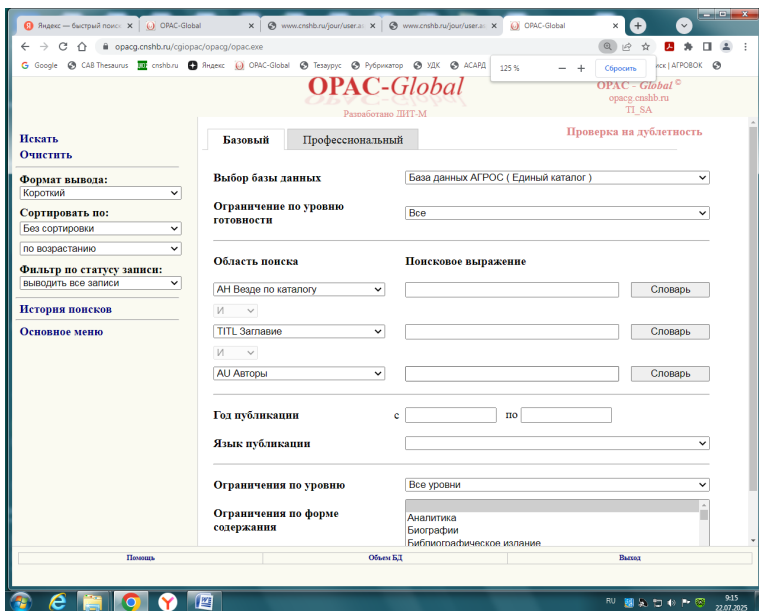 Яндекс — быстрый поиск
OPAC-Global
www.cnshb.ru/jour/user.as
www.cnshb.ru/jour/user.as
OPAC-Global
opacg.cnshb.ru/cgiopac/opacg/opac.exe
Google CAB Thesaurus cnshb.ru Яндекс OPAC-Global Тезаурус Рубрикатор УДК АСАРД
иск | АГРОВОК
125 % — + Сбросить
OPAC-Global
Разработано ДИТ-М
OPAC - Global ©
opacg.cnshb.ru
TI_SA
Искать
Очистить
Формат вывода:
Короткий
Сортировать по:
Без сортировки
по возрастанию
Фильтр по статусу записи:
выводить все записи
История поисков
Основное меню
Базовый Профессиональный
Проверка на дублетность
Выбор базы данных
База данных АГРОС ( Единый каталог )
Ограничение по уровню
готовности
Все
Область поиска Поисковое выражение
AH Везде по каталогу Словарь
И
TITL Заглавие Словарь
И
AU Авторы Словарь
Год публикации с по
Язык публикации
Ограничения по уровню Все уровни
Ограничения по форме
содержания
Аналитика
Биографии
Библиографическое издание
Помощь Объем БД Выход
RU 9:15
22.07.2025